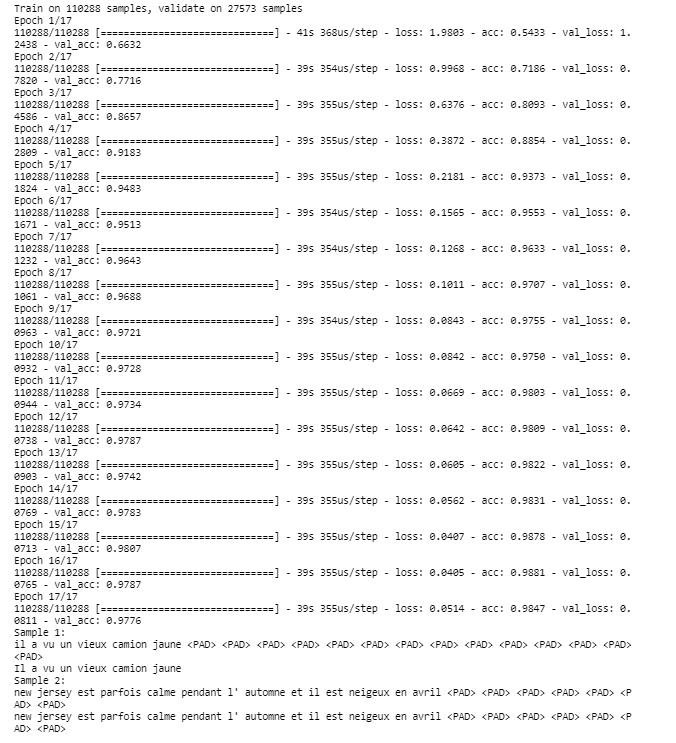 Train on 110288 samples, validate on 27573 samples
Epoch 1/17
110288/110288 [==============================] - 41s 368us/step - loss: 1.9803 - acc: 0.5433 - val_loss: 1.
2438 - val_acc: 0.6632
Epoch 2/17
110288/110288 [==============================] - 39s 354us/step - loss: 0.9968 - acc: 0.7186 - val_loss: 0.
7820 - val_acc: 0.7716
Epoch 3/17
110288/110288 [==============================] - 39s 355us/step - loss: 0.6376 - acc: 0.8093 - val_loss: 0.
4586 - val_acc: 0.8657
Epoch 4/17
110288/110288 [==============================] - 39s 355us/step - loss: 0.3872 - acc: 0.8854 - val_loss: 0.
2809 - val_acc: 0.9183
Epoch 5/17
110288/110288 [==============================] - 39s 355us/step - loss: 0.2181 - acc: 0.9373 - val_loss: 0.
1824 - val_acc: 0.9483
Epoch 6/17
110288/110288 [==============================] - 39s 354us/step - loss: 0.1565 - acc: 0.9553 - val_loss: 0.
1671 - val_acc: 0.9513
Epoch 7/17
110288/110288 [==============================] - 39s 354us/step - loss: 0.1268 - acc: 0.9633 - val_loss: 0.
1232 - val_acc: 0.9643
Epoch 8/17
110288/110288 [==============================] - 39s 355us/step - loss: 0.1011 - acc: 0.9707 - val_loss: 0.
1061 - val_acc: 0.9688
Epoch 9/17
110288/110288 [==============================] - 39s 354us/step - loss: 0.0843 - acc: 0.9755 - val_loss: 0.
0963 - val_acc: 0.9721
Epoch 10/17
110288/110288 [==============================] - 39s 355us/step - loss: 0.0842 - acc: 0.9750 - val_loss: 0.
0932 - val_acc: 0.9728
Epoch 11/17
110288/110288 [==============================] - 39s 355us/step - loss: 0.0669 - acc: 0.9803 - val_loss: 0.
0944 - val_acc: 0.9734
Epoch 12/17
110288/110288 [==============================] - 39s 355us/step - loss: 0.0642 - acc: 0.9809 - val_loss: 0.
0738 - val_acc: 0.9787
Epoch 13/17
110288/110288 [==============================] - 39s 355us/step - loss: 0.0605 - acc: 0.9822 - val_loss: 0.
0903 - val_acc: 0.9742
Epoch 14/17
110288/110288 [==============================] - 39s 355us/step - loss: 0.0562 - acc: 0.9831 - val_loss: 0.
0769 - val_acc: 0.9783
Epoch 15/17
110288/110288 [==============================] - 39s 355us/step - loss: 0.0407 - acc: 0.9878 - val_loss: 0.
0713 - val_acc: 0.9807
Epoch 16/17
110288/110288 [==============================] - 39s 355us/step - loss: 0.0405 - acc: 0.9881 - val_loss: 0.
0765 - val_acc: 0.9787
Epoch 17/17
110288/110288 [==============================] - 39s 355us/step - loss: 0.0514 - acc: 0.9847 - val_loss: 0.
0811 - val_acc: 0.9776
Sample 1:
il a vu un vieux camion jaune <PAD> <PAD> <PAD> <PAD> <PAD> <PAD> <PAD> <PAD> <PAD> <PAD> <PAD> <PAD> <PAD>
<PAD>
Il a vu un vieux camion jaune
Sample 2:
new jersey est parfois calme pendant l' automne et il est neigeux en avril <PAD> <PAD> <PAD> <PAD> <PAD> <P
AD> <PAD>
new jersey est parfois calme pendant l' automne et il est neigeux en avril <PAD> <PAD> <PAD> <PAD> <PAD> <P
AD> <PAD>